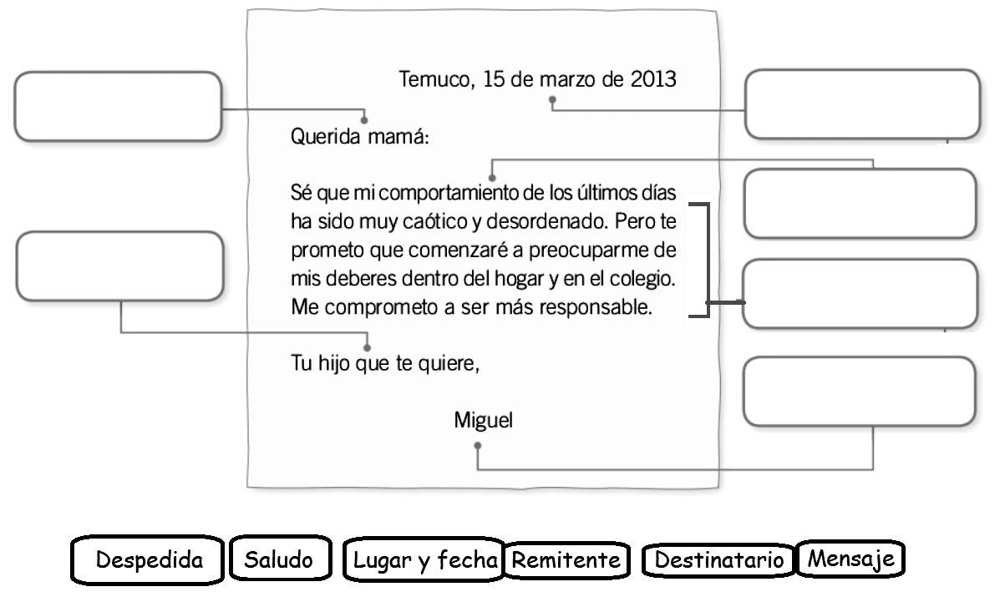 Temuco, 15 de marzo de 2013
Querida mamá:
Sé que mi comportamiento de los últimos días
ha sido muy caótico y desordenado. Pero te
prometo que comenzaré a preocuparme de
mis deberes dentro del hogar y en el colegio.
Me comprometo a ser más responsable.
Tu hijo que te quiere,
Miguel
Despedida Saludo Lugar y fecha Remitente Destinatario Mensaje